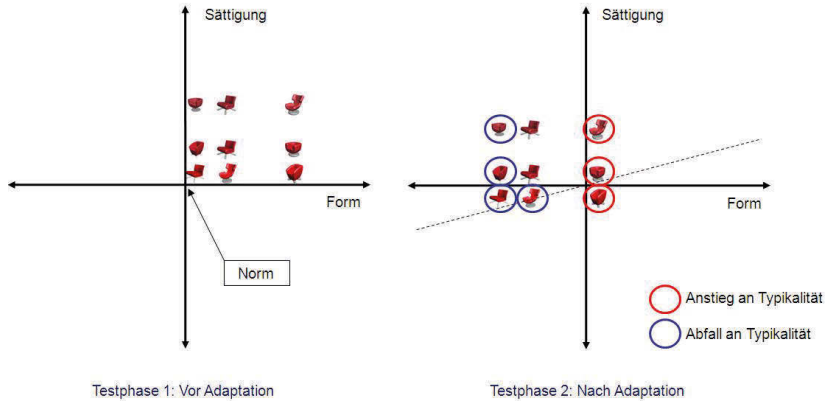 Sättigung
Form
Norm
Testphase 1: Vor Adaptation
Sättigung
Form
Anstieg an Typikalität
Abfall an Typikalität
Testphase 2: Nach Adaptation